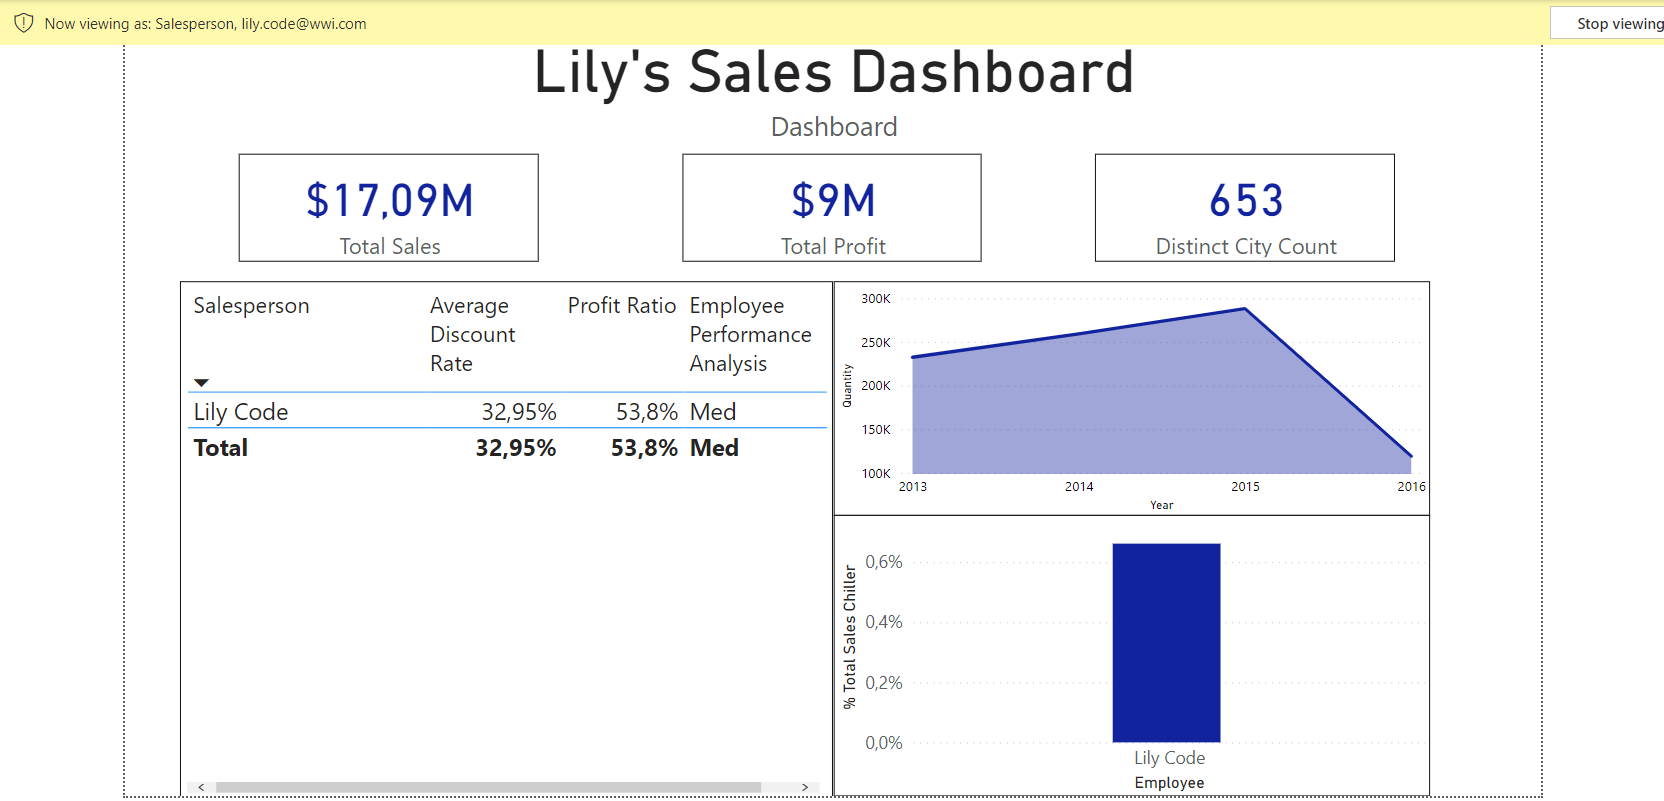 Now viewing as: Salesperson, lily.code@wwi.com
Stop viewing
Lily's Sales Dashboard
Dashboard
$17,09M
Total Sales
$9M
Total Profit
653
Distinct City Count
Salesperson
Average
Discount
Rate
Profit Ratio
Employee
Performance
Analysis
Lily Code 32,95% 53,8% Med
Total 32,95% 53,8% Med
300K
250K
200K
150K
100K
Quantity
2013 2014 2015 2016
Year
0,6%
0,4%
0,2%
0,0%
% Total Sales Chiller
Lily Code
Employee